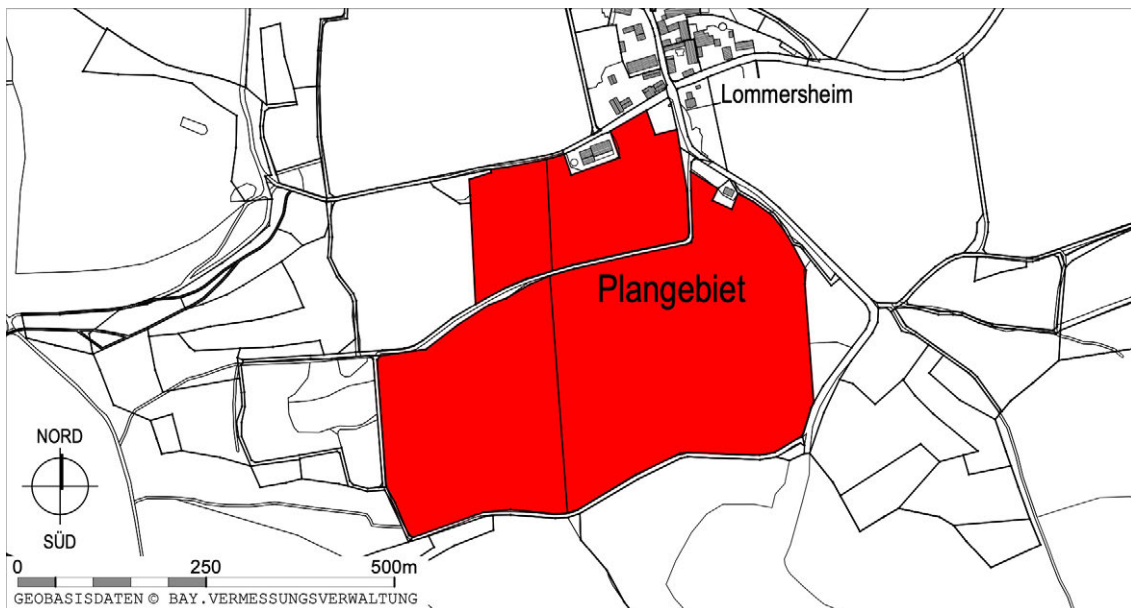 Lommersheim
Plangebiet
NORD
SÜD
0 250 500m
GEOBASISDATEN © BAY.VERMESSUNGSVERWALTUNG